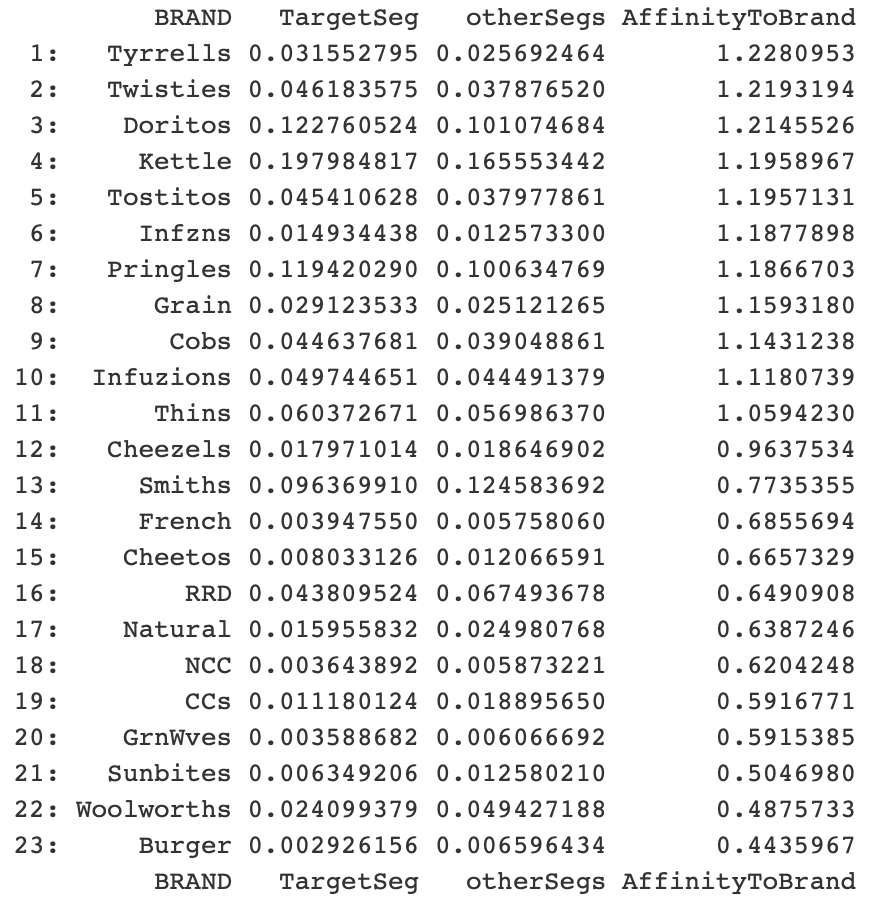 BRAND TargetSeg otherSegs AffinityToBrand
1: Tyrrells 0.031552795 0.025692464 1.2280953
2: Twisties 0.046183575 0.037876520 1.2193194
3: Doritos 0.122760524 0.101074684 1.2145526
4: Kettle 0.197984817 0.165553442 1.1958967
5: Tostitos 0.045410628 0.037977861 1.1957131
6: Infzns 0.014934438 0.012573300 1.1877898
7: Pringles 0.119420290 0.100634769 1.1866703
8: Grain 0.029123533 0.025121265 1.1593180
9: Cobs 0.044637681 0.039048861 1.1431238
10: Infuzions 0.049744651 0.044491379 1.1180739
11: Thins 0.060372671 0.056986370 1.0594230
12: Cheezels 0.017971014 0.018646902 0.9637534
13: Smiths 0.096369910 0.124583692 0.7735355
14: French 0.003947550 0.005758060 0.6855694
15: Cheetos 0.008033126 0.012066591 0.6657329
16: RRD 0.043809524 0.067493678 0.6490908
17: Natural 0.015955832 0.024980768 0.6387246
18: NCC 0.003643892 0.005873221 0.6204248
19: CCs 0.011180124 0.018895650 0.5916771
20: GrnWves 0.003588682 0.006066692 0.5915385
21: Sunbites 0.006349206 0.012580210 0.5046980
22: Woolworths 0.024099379 0.049427188 0.4875733
23: Burger 0.002926156 0.006596434 0.4435967
BRAND TargetSeg otherSegs AffinityToBrand